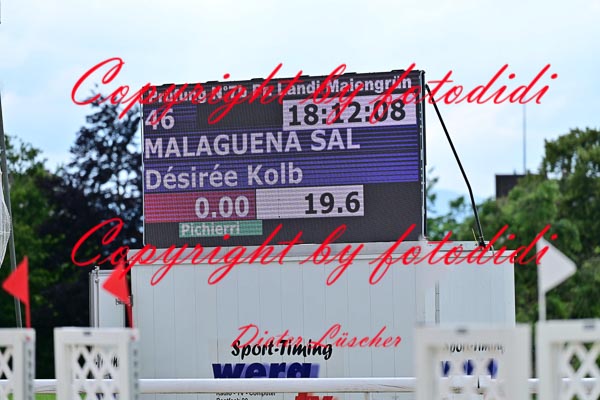 Copyright by fotodidi
Majengrün
46 18:12:08
MALAGUENA SAL
Désirée Kolb
0.00 19.6
Pichierri
Copyright by fotodidi
Dieter Lüscher
Sport-Timing